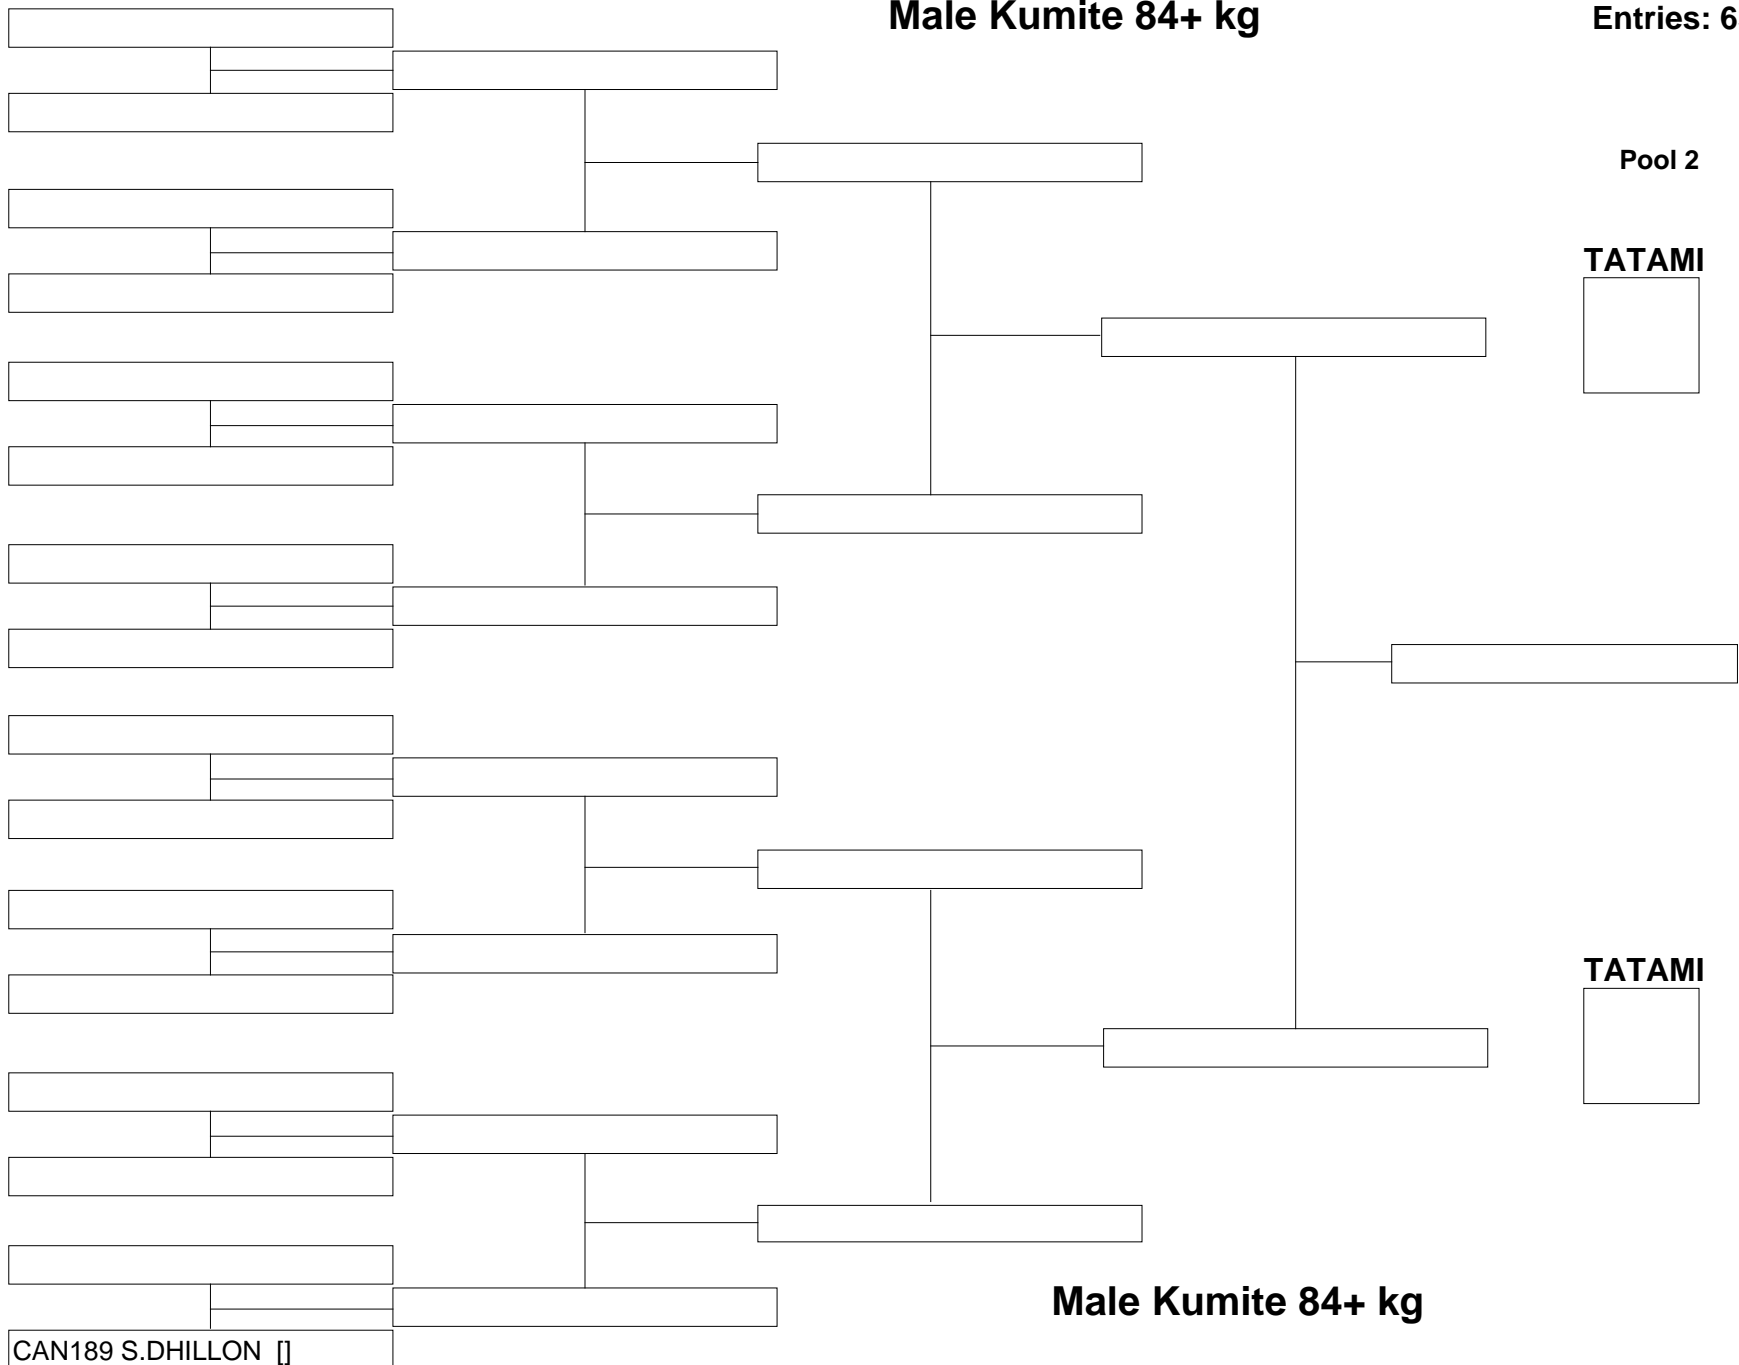 Male Kumite 84+ kg
Entries: 6
Pool 2
TATAMI
TATAMI
Male Kumite 84+ kg
CAN189 S.DHILLON []